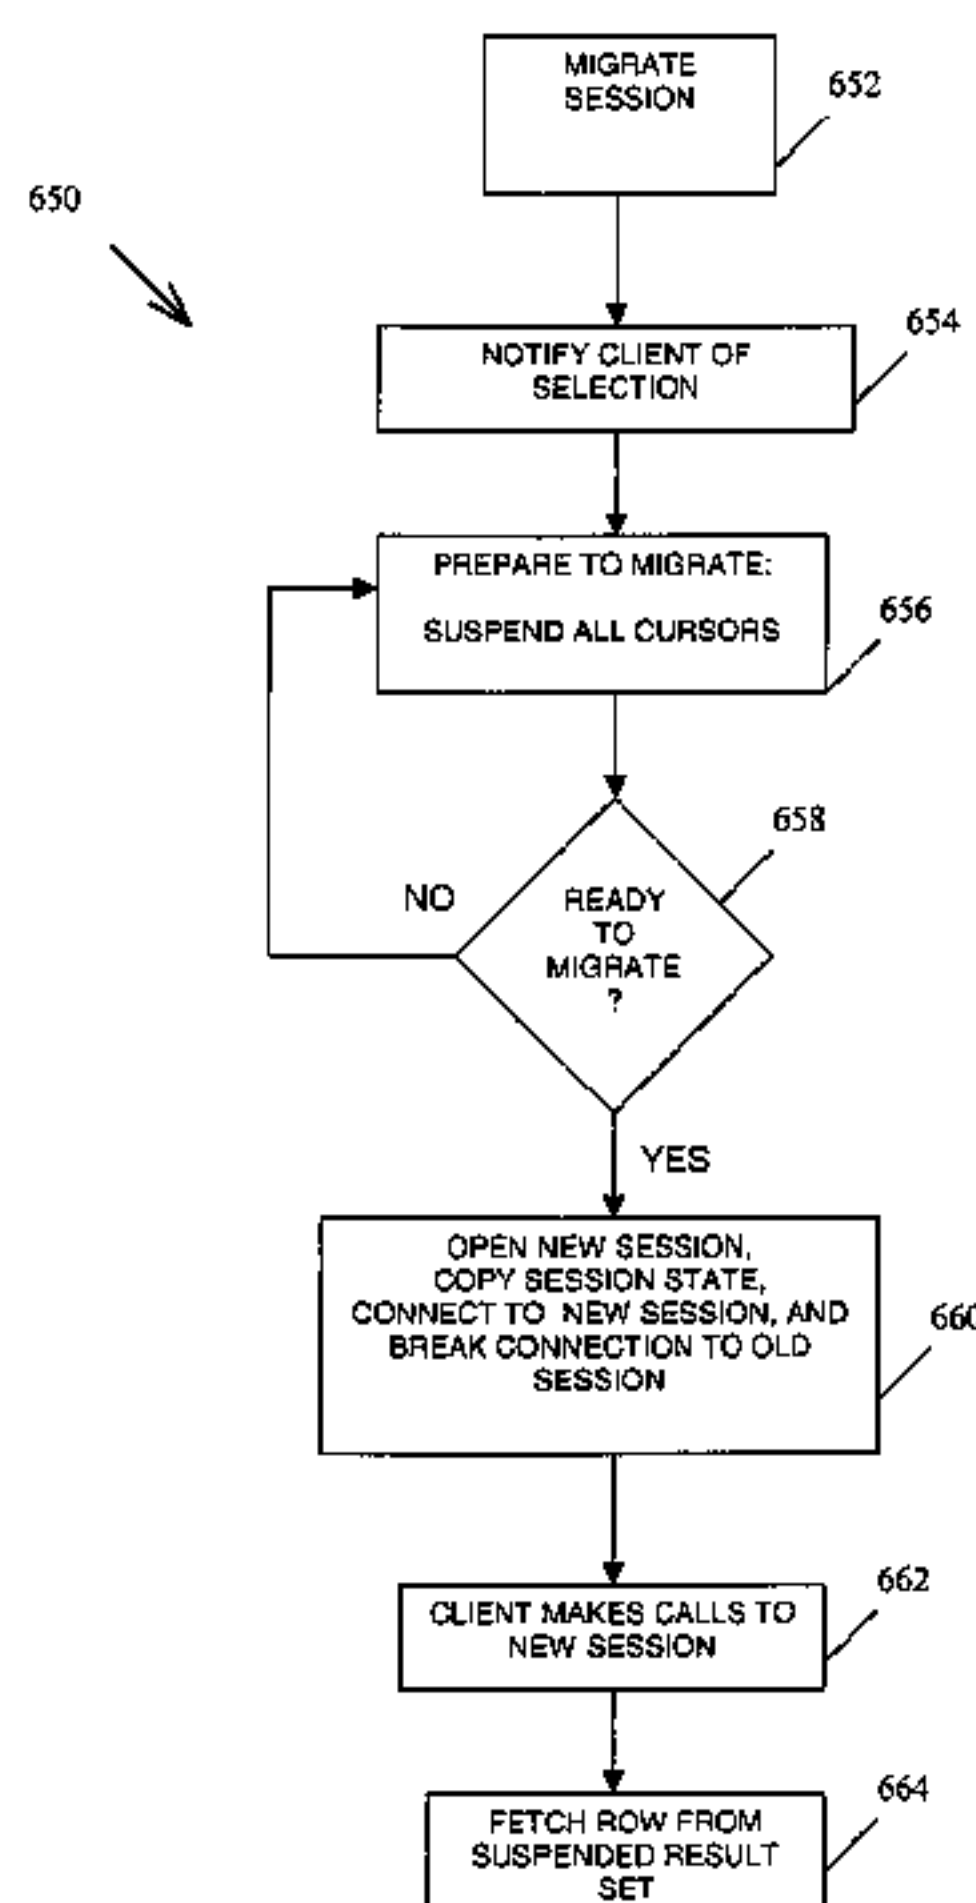 MIGRATE
SESSION
652
650
654
NOTIFY CLIENT OF
SELECTION
PREPARE TO MIGRATE:
SUSPEND ALL CURSORS
656
658
NO
READY
TO
MIGRATE
?
YES
OPEN NEW SESSION,
COPY SESSION STATE,
CONNECT TO NEW SESSION, AND
BREAK CONNECTION TO OLD
SESSION
660
662
CLIENT MAKES CALLS TO
NEW SESSION
664
FETCH ROW FROM
SUSPENDED RESULT
SET